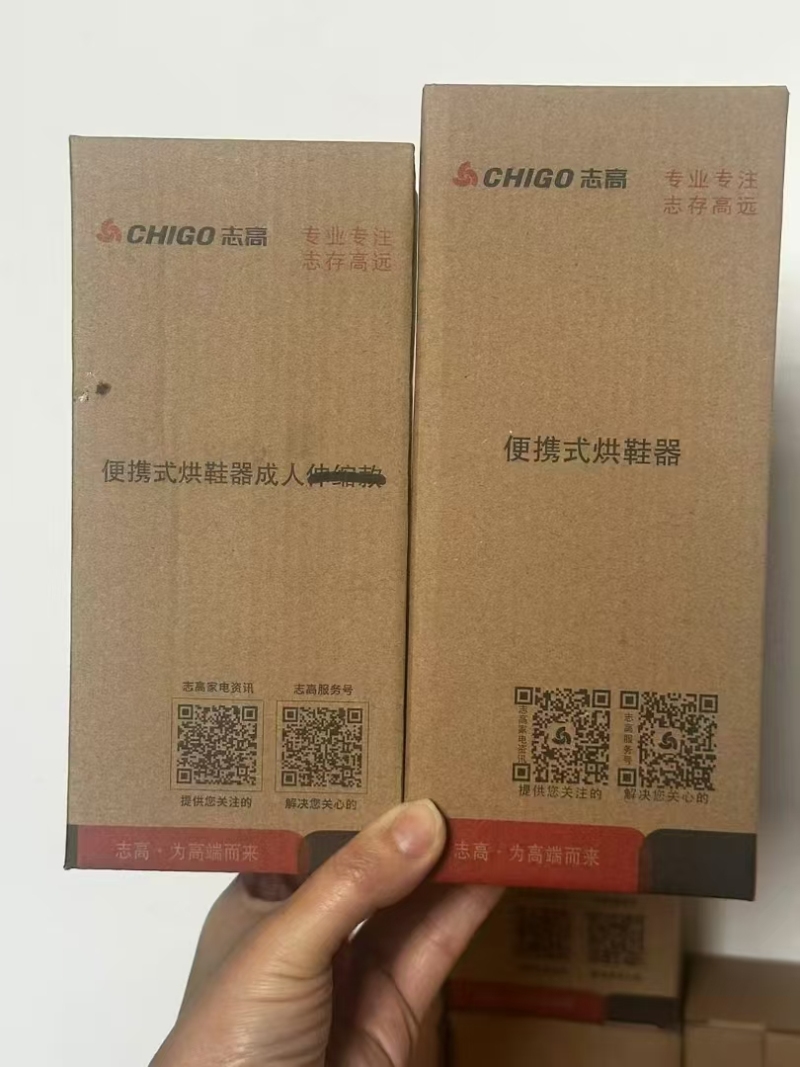 CHIGO 志高
专业专注
志存高远
便携式烘鞋器成人伸缩款
志高家电资讯
志高服务号
提供您关注的
解决您关心的
志高·为高端而来
CHIGO 志高
专业专注
志存高远
便携式烘鞋器
志高家电资讯
志高服务号
提供您关注的
解决您关心的
志高·为高端而来